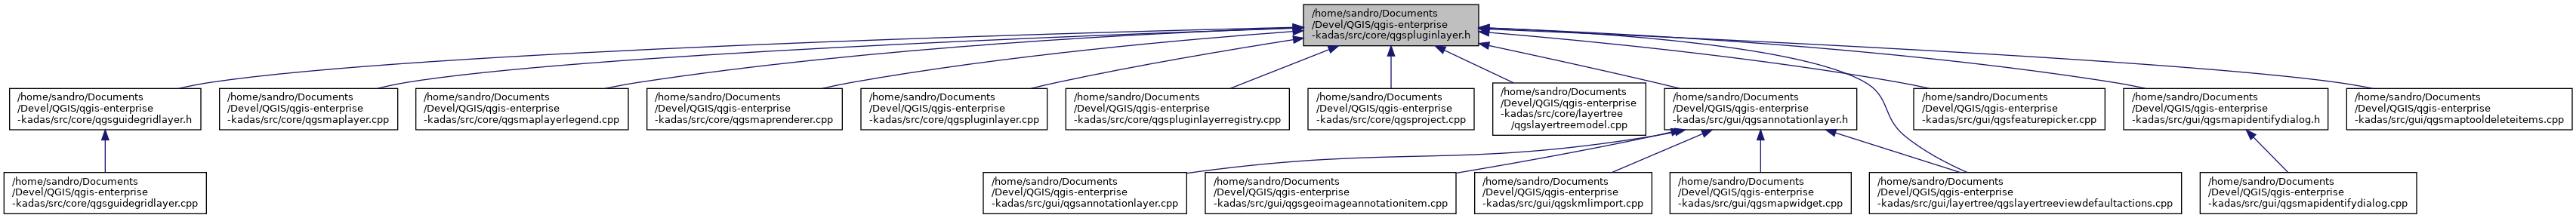 /home/sandro/Documents
/Devel/QGIS/qgis-enterprise
-kadas/src/core/qgspluginlayer.h
/home/sandro/Documents
/Devel/QGIS/qgis-enterprise
-kadas/src/core/qgsguidegridlayer.h
/home/sandro/Documents
/Devel/QGIS/qgis-enterprise
-kadas/src/core/qgsmaplayer.cpp
/home/sandro/Documents
/Devel/QGIS/qgis-enterprise
-kadas/src/core/qgsmaplayerlegend.cpp
/home/sandro/Documents
/Devel/QGIS/qgis-enterprise
-kadas/src/core/qgsmaprenderer.cpp
/home/sandro/Documents
/Devel/QGIS/qgis-enterprise
-kadas/src/core/qgspluginlayer.cpp
/home/sandro/Documents
/Devel/QGIS/qgis-enterprise
-kadas/src/core/qgspluginlayerregistry.cpp
/home/sandro/Documents
/Devel/QGIS/qgis-enterprise
-kadas/src/core/qgsproject.cpp
/home/sandro/Documents
/Devel/QGIS/qgis-enterprise
-kadas/src/core/layertree
/qgslayertreemodel.cpp
/home/sandro/Documents
/Devel/QGIS/qgis-enterprise
-kadas/src/gui/qgsannotationlayer.h
/home/sandro/Documents
/Devel/QGIS/qgis-enterprise
-kadas/src/gui/qgsfeaturepicker.cpp
/home/sandro/Documents
/Devel/QGIS/qgis-enterprise
-kadas/src/gui/qgsmapidentifydialog.h
/home/sandro/Documents
/Devel/QGIS/qgis-enterprise
-kadas/src/gui/qgsmaptooldeleteitems.cpp
/home/sandro/Documents
/Devel/QGIS/qgis-enterprise
-kadas/src/core/qgsguidegridlayer.cpp
/home/sandro/Documents
/Devel/QGIS/qgis-enterprise
-kadas/src/gui/qgsannotationlayer.cpp
/home/sandro/Documents
/Devel/QGIS/qgis-enterprise
-kadas/src/gui/qgsgeoimageannotationitem.cpp
/home/sandro/Documents
/Devel/QGIS/qgis-enterprise
-kadas/src/gui/qgskmlimport.cpp
/home/sandro/Documents
/Devel/QGIS/qgis-enterprise
-kadas/src/gui/qgsmapwidget.cpp
/home/sandro/Documents
/Devel/QGIS/qgis-enterprise
-kadas/src/gui/layertree/qgslayertreeviewdefaultactions.cpp
/home/sandro/Documents
/Devel/QGIS/qgis-enterprise
-kadas/src/gui/qgsmapidentifydialog.cpp